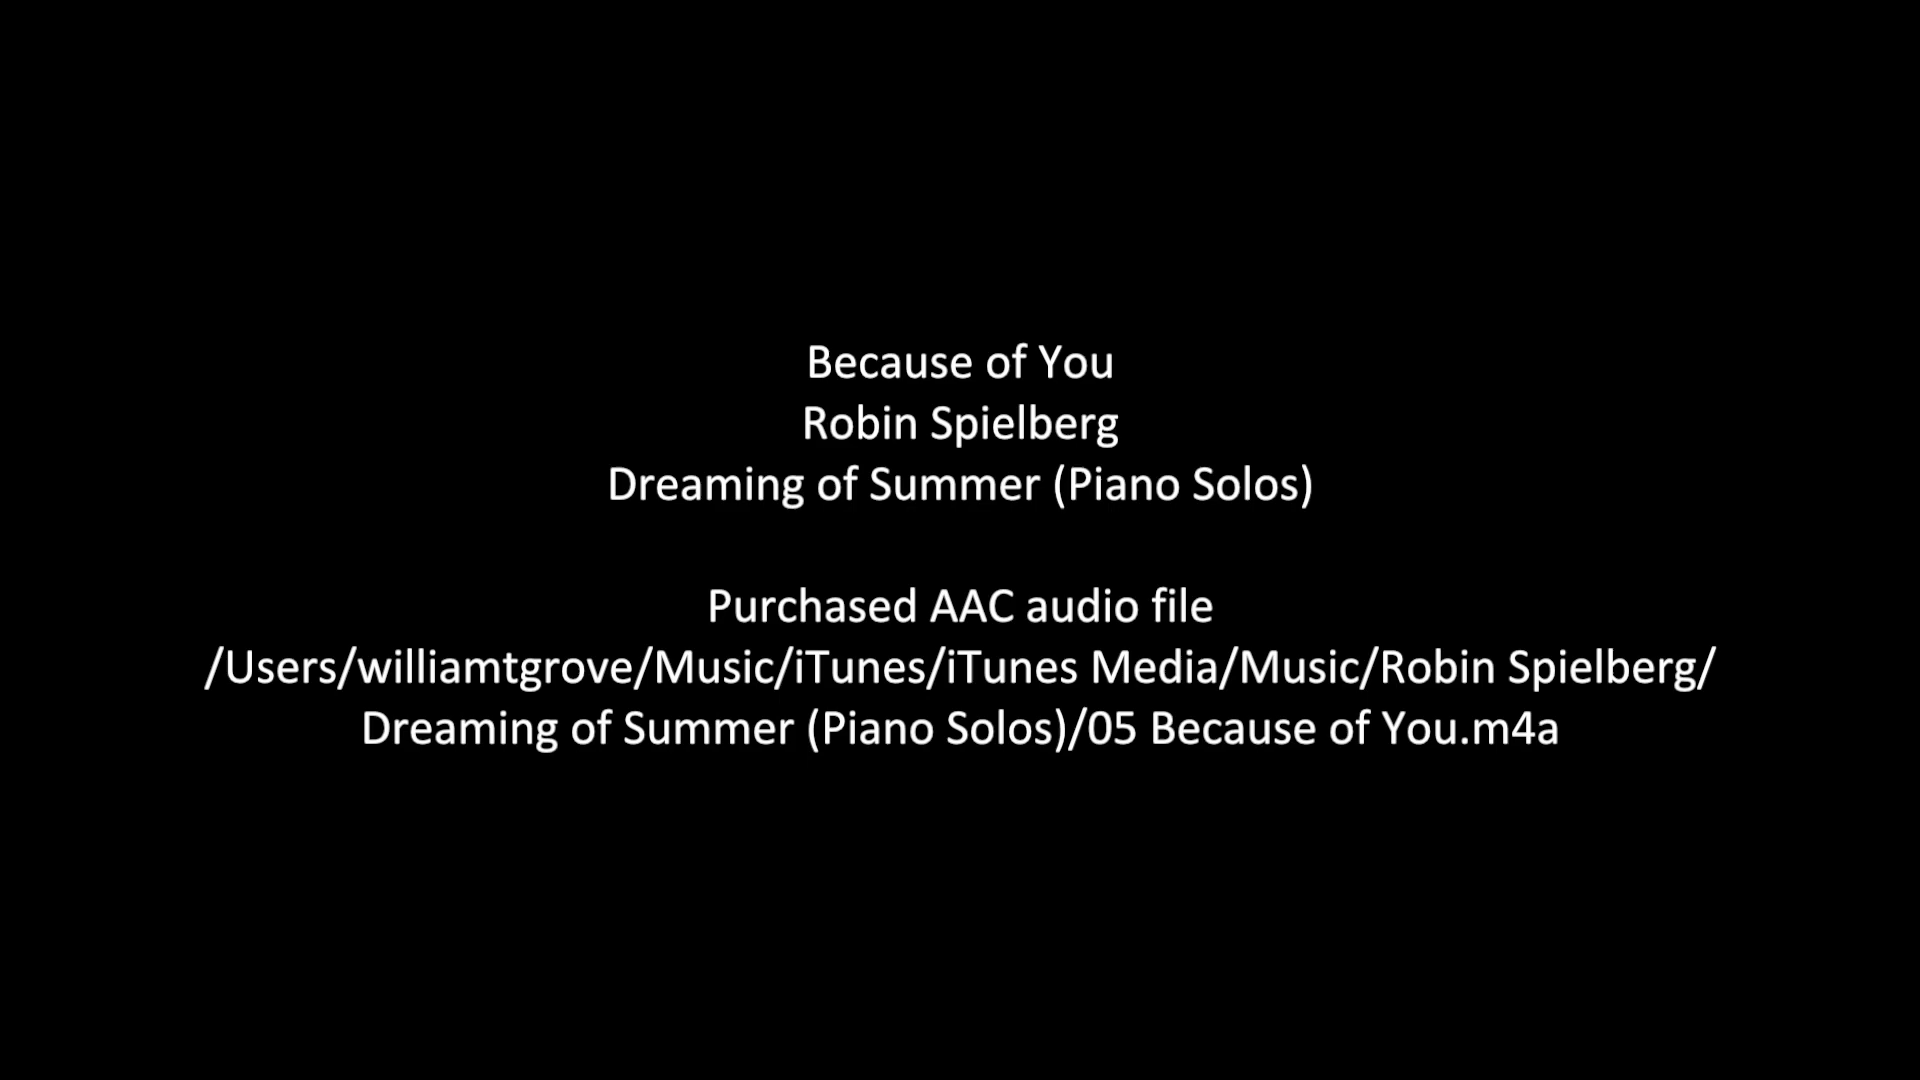 Because of You
Robin Spielberg
Dreaming of Summer (Piano Solos)
Purchased AAC audio file
/Users/williamtgrove/Music/iTunes/iTunes Media/Music/Robin Spielberg/
Dreaming of Summer (Piano Solos)/05 Because of You.m4a